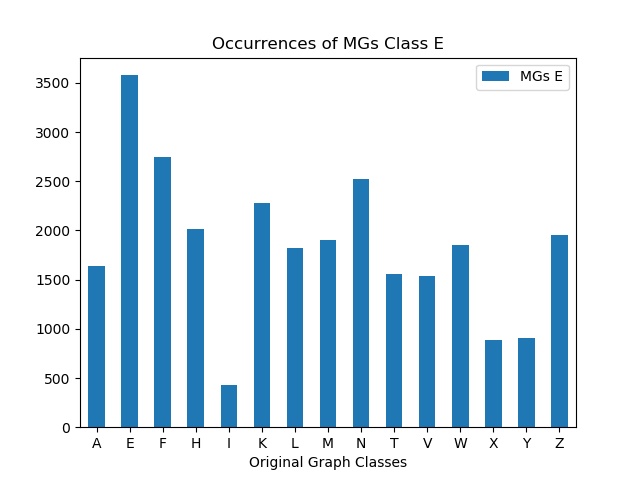 Occurrences of MGs Class E
MGs E
3500
3000
2500
2000
1500
1000
500
0
A E F H I K L M N T V W X Y Z
Original Graph Classes